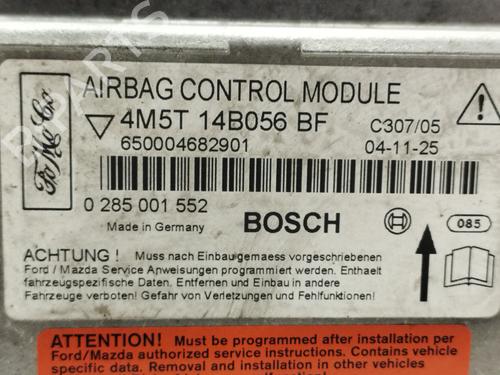 AIRBAG CONTROL MODULE
FoMoCo
4M5T 14B056 BF
C307/05
650004682901
04-11-25
0 285 001 552
Made in Germany
BOSCH
085
ACHTUNG ! Muss nach Einbau gemaess vorgeschriebenen
Ford / Mazda Service Anweisungen programmiert werden. Enthaelt
fahrzeugspezifische Daten. Entfernen und Einbau in andere
Fahrzeuge verboten! Gefahr von Verletzungen und Fehlfunktionen!
ATTENTION! Must be programmed after installation per
Ford/Mazda authorized service instructions. Contains vehicle
specific data. Removal and installation in other vehicles